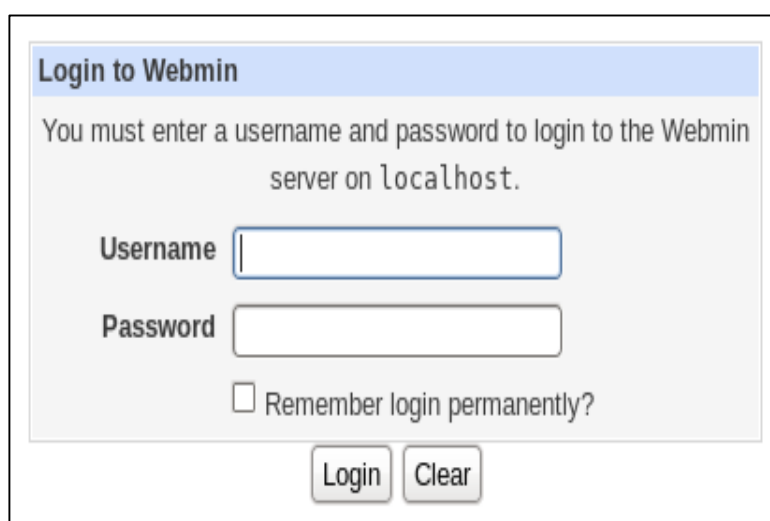 Login to Webmin
You must enter a username and password to login to the Webmin
server on localhost.
Username
Password
Remember login permanently?
Login Clear